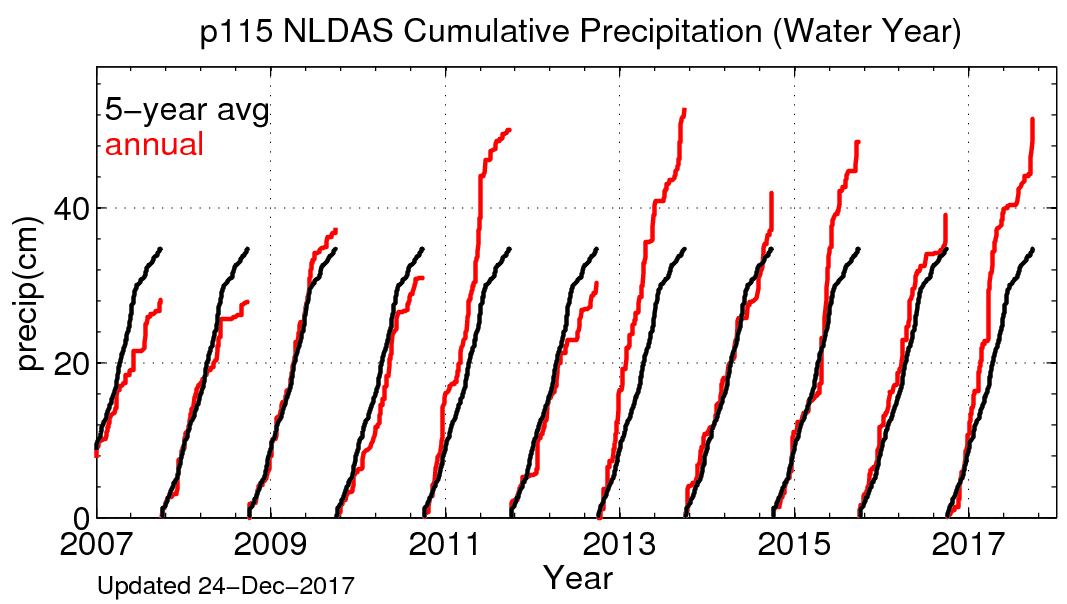 p115 NLDAS Cumulative Precipitation (Water Year)
5−year avg
annual
precip(cm)
40
20
0
2007 2009 2011 2013 2015 2017
Year
Updated 24−Dec−2017